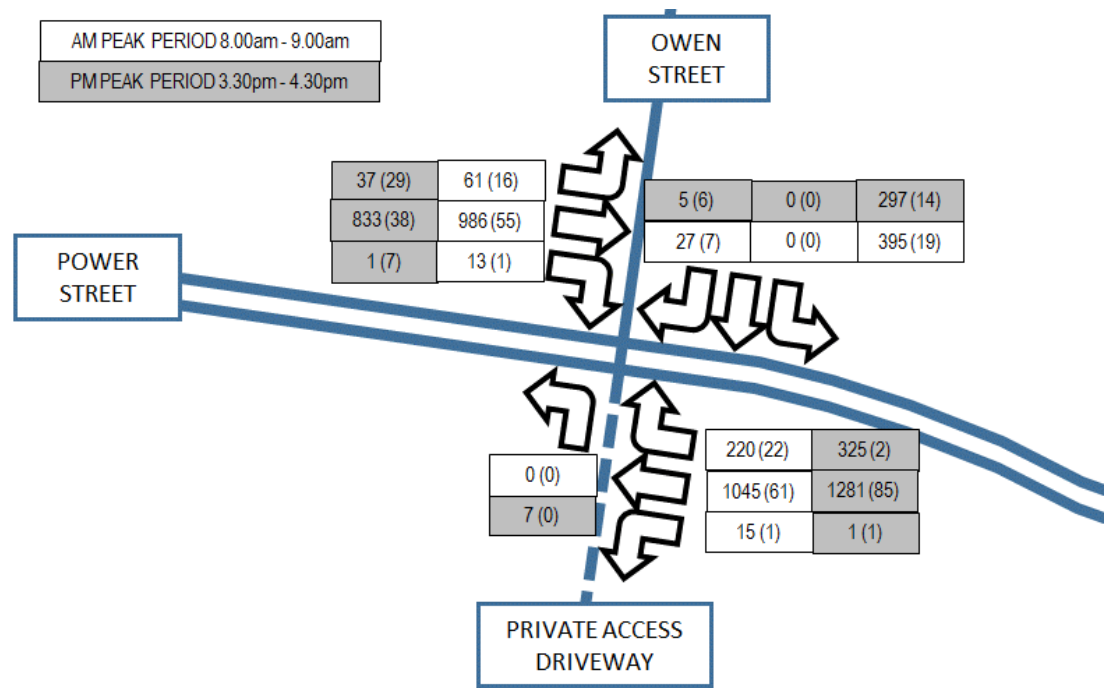 AM PEAK PERIOD 8.00am - 9.00am
PM PEAK PERIOD 3.30pm - 4.30pm
OWEN
STREET
37 (29) 61 (16)
833 (38) 986 (55)
1 (7) 13 (1)
5 (6) 0 (0) 297 (14)
27 (7) 0 (0) 395 (19)
POWER
STREET
220 (22) 325 (2)
1045 (61) 1281 (85)
15 (1) 1 (1)
0 (0)
7 (0)
PRIVATE ACCESS
DRIVEWAY